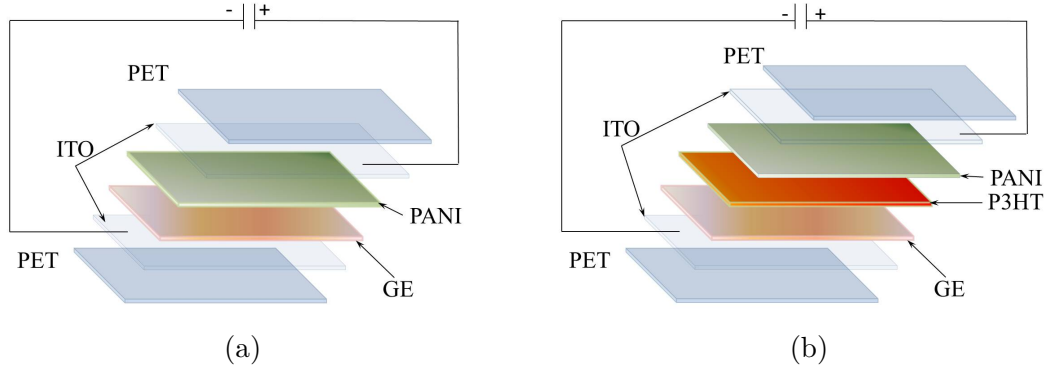 - +
PET
ITO
PANI
PET
GE
(a)
- +
PET
ITO
PANI
P3HT
PET
GE
(b)